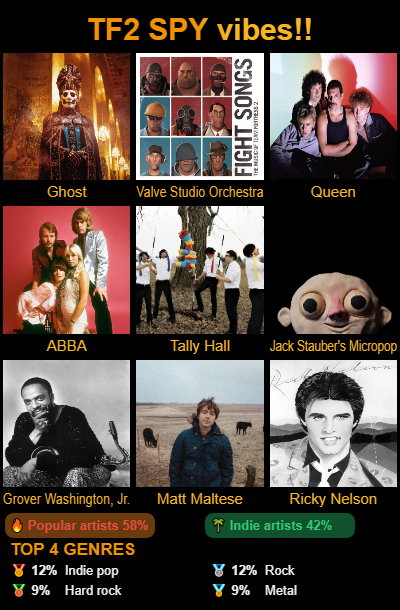 TF2 SPY vibes!!
FIGHT SONGS
THE MUSIC OF TEAM FORTRESS 2
Ghost
Valve Studio Orchestra
Queen
ABBA
Tally Hall
Jack Stauber's Micropop
Grover Washington, Jr.
Matt Maltese
Ricky Nelson
Popular artists 58%
Indie artists 42%
TOP 4 GENRES
12% Indie pop
12% Rock
9% Hard rock
9% Metal